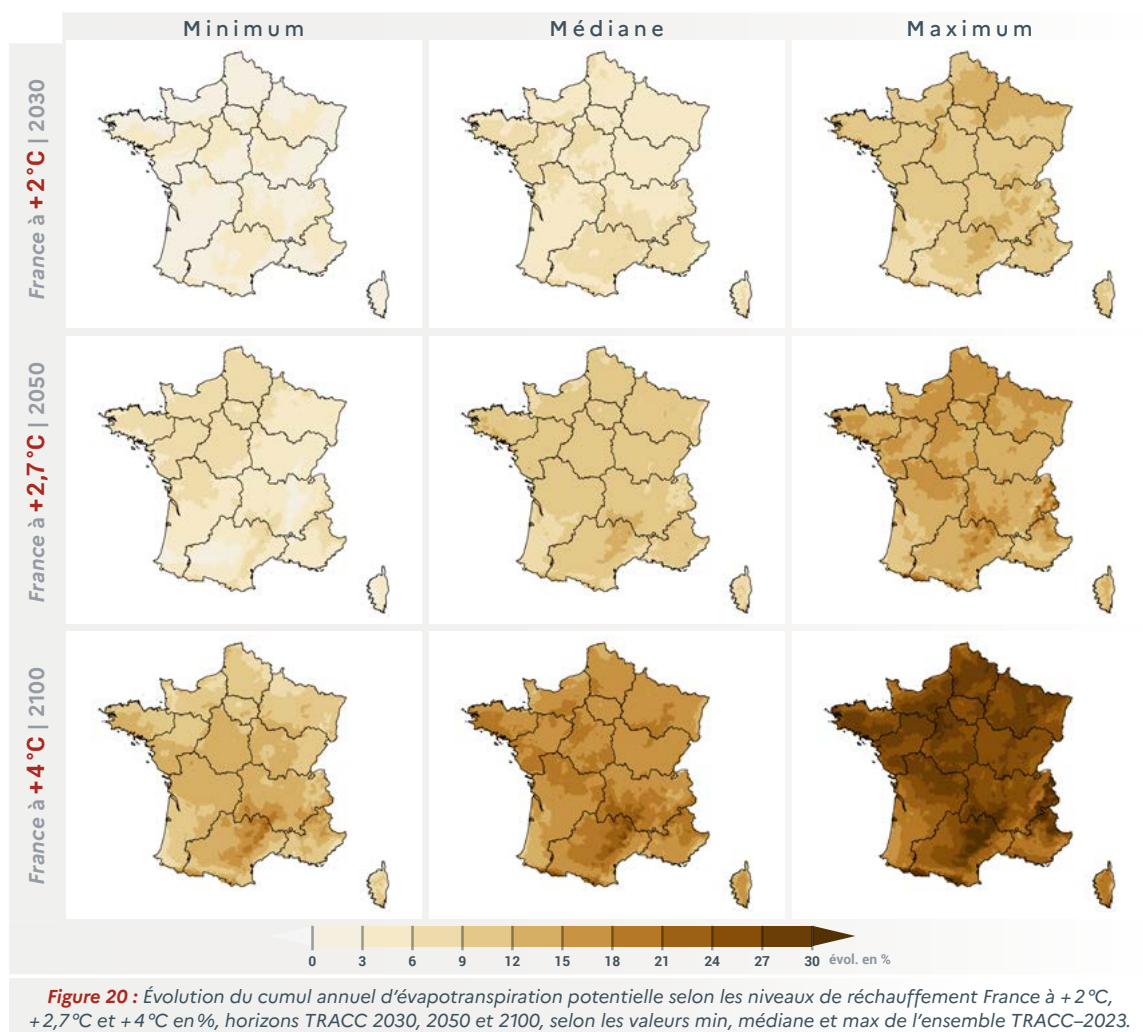 Minimum Médiane Maximum
France à +2°C | 2030
France à +2,7°C | 2050
France à +4°C | 2100
0 3 6 9 12 15 18 21 24 27 30 évol. en %
Figure 20 : Évolution du cumul annuel d'évapotranspiration potentielle selon les niveaux de réchauffement France à +2°C,
+2,7°C et +4°C en%, horizons TRACC 2030, 2050 et 2100, selon les valeurs min, médiane et max de l'ensemble TRACC–2023.